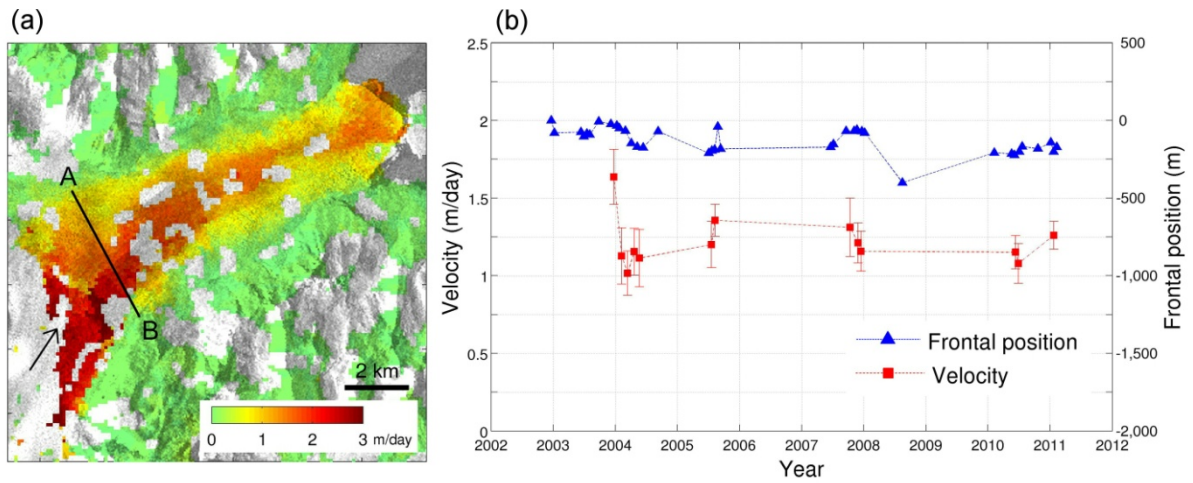 (a)
A
B
2 km
0 1 2 3 m/day
(b)
2.5
2
1.5
1
0.5
0
Velocity (m/day)
500
0
-500
-1,000
-1,500
-2,000
Frontal position (m)
Frontal position
Velocity
2002 2003 2004 2005 2006 2007 2008 2009 2010 2011 2012
Year